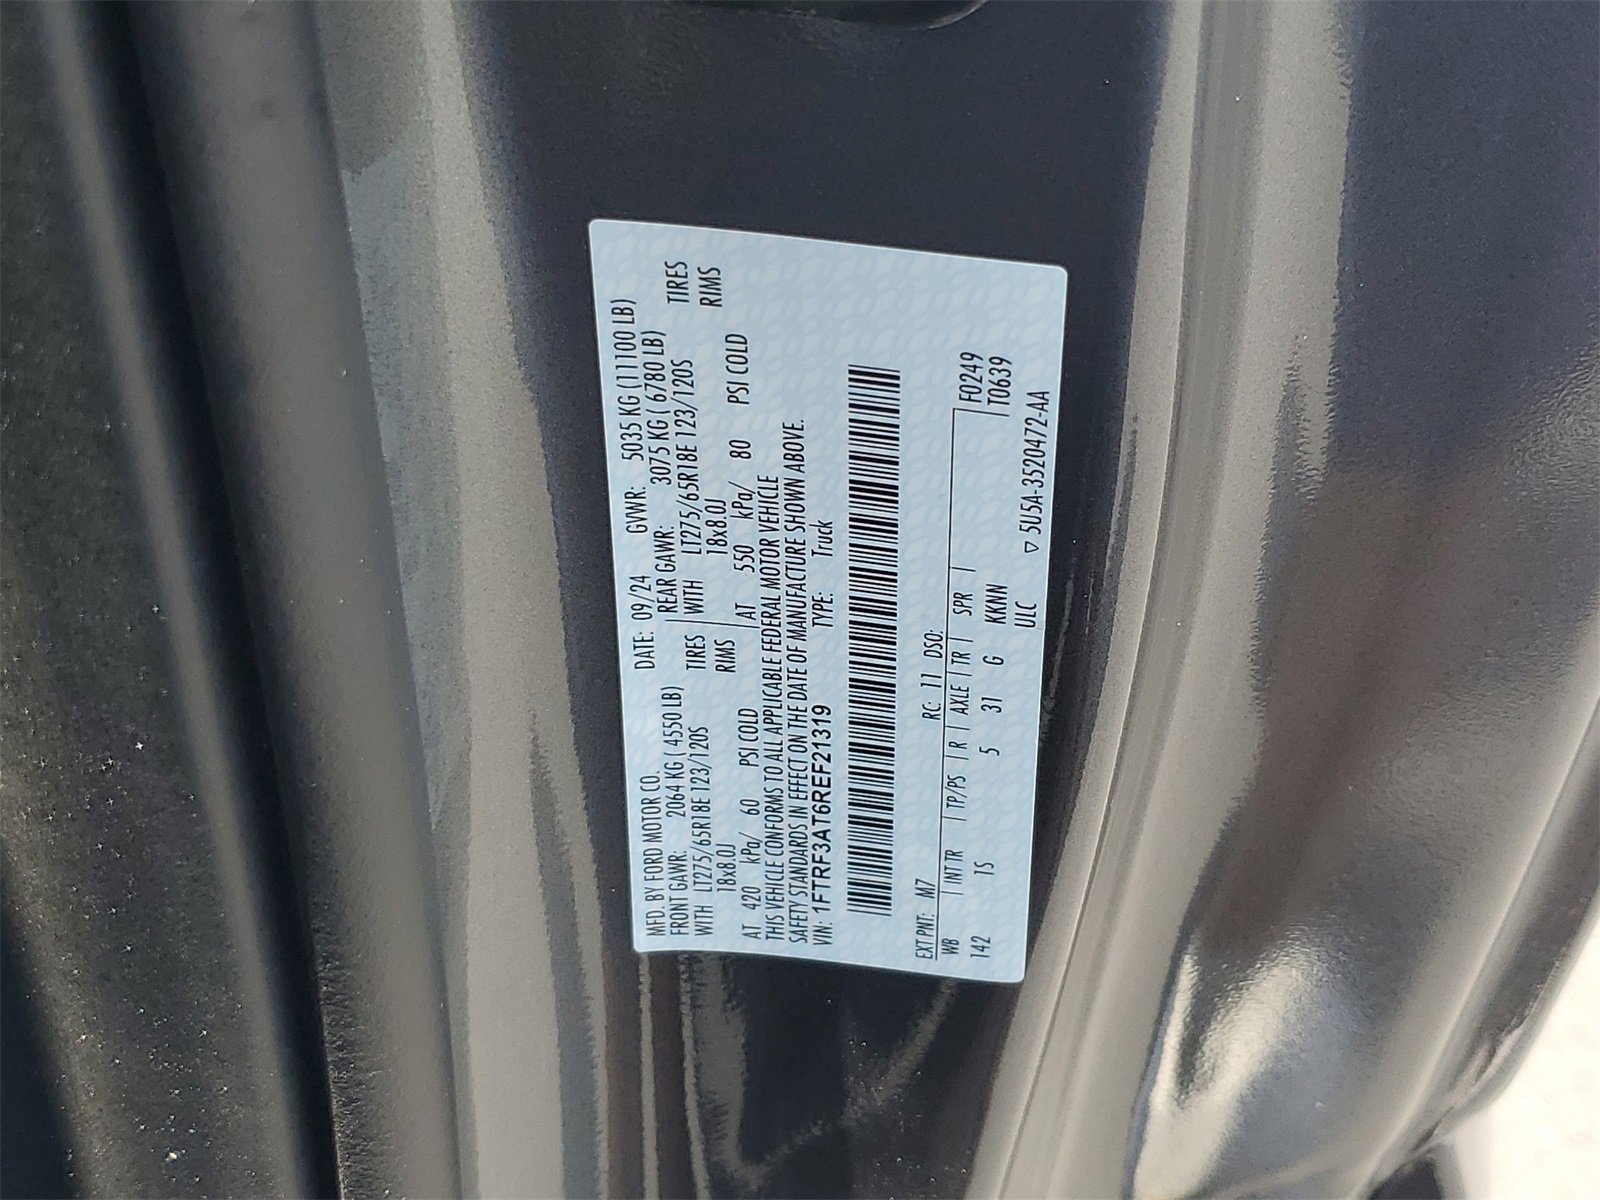 MFD. BY FORD MOTOR CO.
DATE: 09/24 GVWR: 5035 KG (11100 LB)
FRONT GAWR: 2064 KG ( 4550 LB) REAR GAWR: 3075 KG ( 6780 LB)
WITH LT275/65R18E 123/120S TIRES WITH LT275/65R18E 123/120S TIRES
18x8.0J RIMS 18x8.0J RIMS
AT 420 kPa/ 60 PSI COLD AT 550 kPa/ 80 PSI COLD
THIS VEHICLE CONFORMS TO ALL APPLICABLE FEDERAL MOTOR VEHICLE
SAFETY STANDARDS IN EFFECT ON THE DATE OF MANUFACTURE SHOWN ABOVE.
VIN: 1FTRF3AT6REF21319 TYPE: Truck
EXT PNT: M7 RC: 11 DSO: F0249
WB INT TR TP/PS R AXLE TR SPR T0639
142 1S 5 31 G KKNN
ULC ▽ 5U5A-3520472-AA